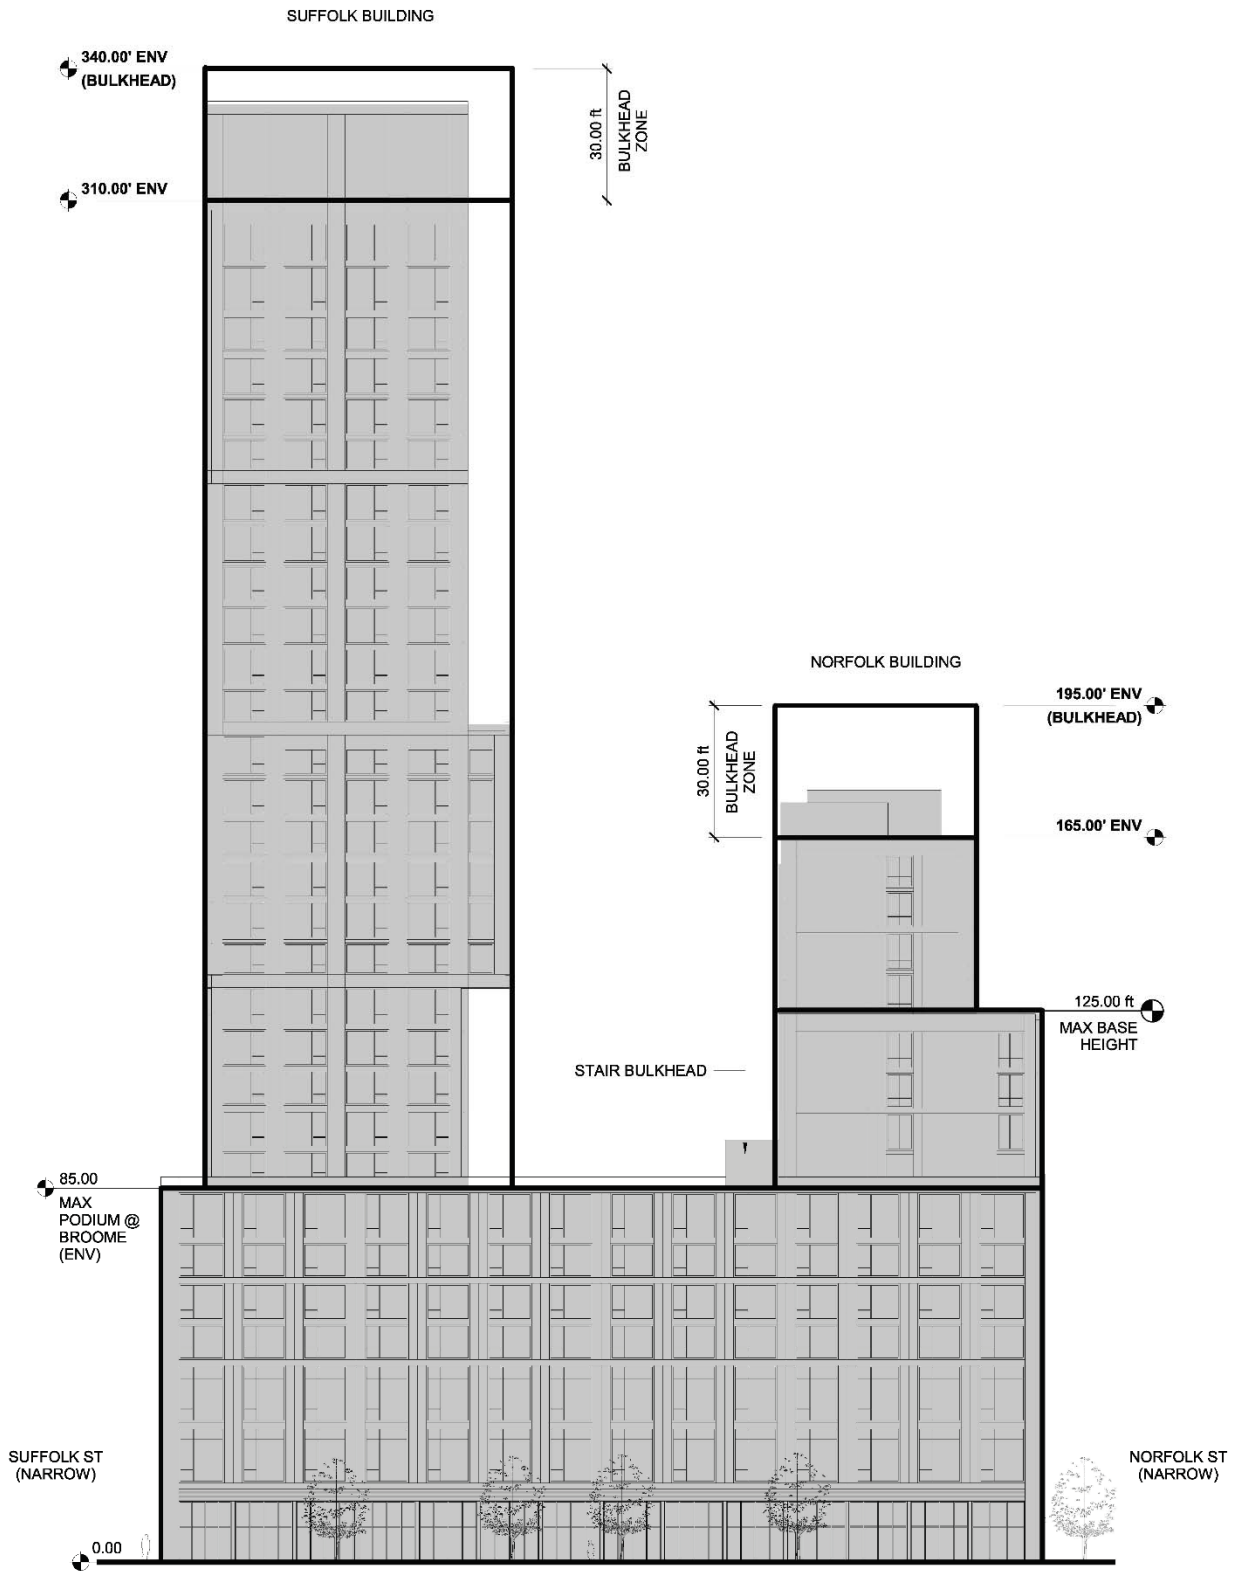 SUFFOLK BUILDING
340.00' ENV
(BULKHEAD)
30.00 ft
BULKHEAD
ZONE
310.00' ENV
NORFOLK BUILDING
195.00' ENV
(BULKHEAD)
30.00 ft
BULKHEAD
ZONE
165.00' ENV
125.00 ft
MAX BASE
HEIGHT
STAIR BULKHEAD
85.00
MAX
PODIUM @
BROOME
(ENV)
SUFFOLK ST
(NARROW)
NORFOLK ST
(NARROW)
0.00